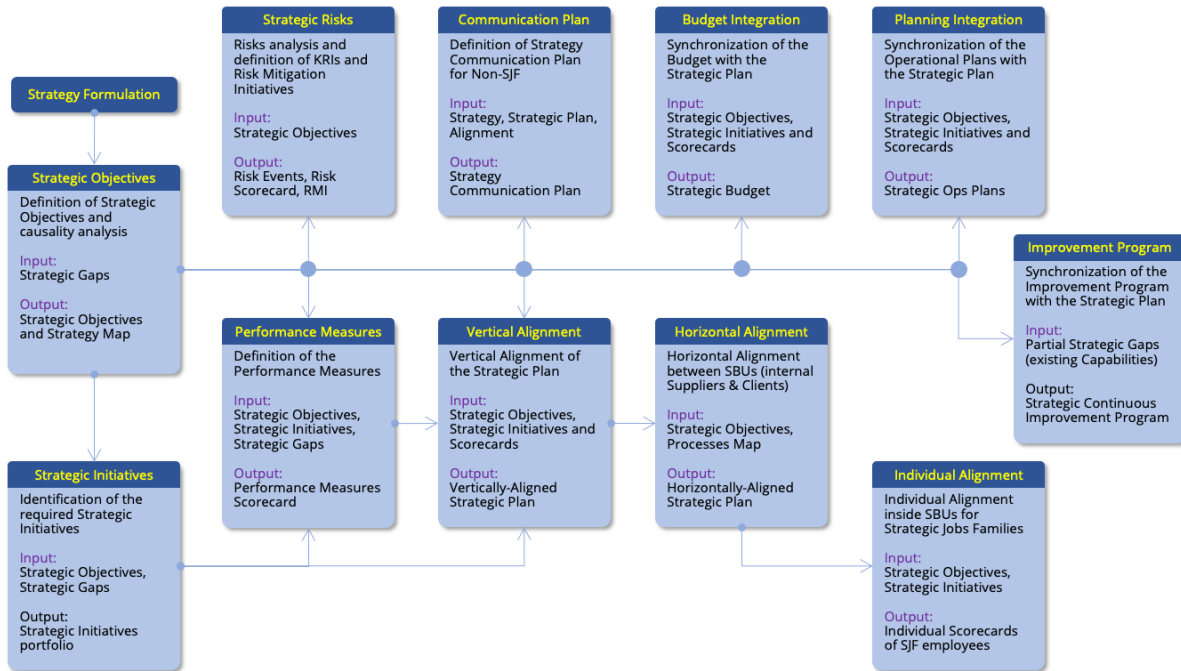 Strategy Formulation
Strategic Objectives
Definition of Strategic
Objectives and
causality analysis
Input:
Strategic Gaps
Output:
Strategic Objectives
and Strategy Map
Strategic Initiatives
Identification of the
required Strategic
Initiatives
Input:
Strategic Objectives,
Strategic Gaps
Output:
Strategic Initiatives
portfolio
Strategic Risks
Risks analysis and
definition of KRIs and
Risk Mitigation
Initiatives
Input:
Strategic Objectives
Output:
Risk Events, Risk
Scorecard, RMI
Communication Plan
Definition of Strategy
Communication Plan
for Non-SJF
Input:
Strategy, Strategic Plan,
Alignment
Output:
Strategy
Communication Plan
Budget Integration
Synchronization of the
Budget with the
Strategic Plan
Input:
Strategic Objectives,
Strategic Initiatives and
Scorecards
Output:
Strategic Budget
Planning Integration
Synchronization of the
Operational Plans with
the Strategic Plan
Input:
Strategic Objectives,
Strategic Initiatives and
Scorecards
Output:
Strategic Ops Plans
Performance Measures
Definition of the
Performance Measures
Input:
Strategic Objectives,
Strategic Initiatives,
Strategic Gaps
Output:
Performance Measures
Scorecard
Vertical Alignment
Vertical Alignment of
the Strategic Plan
Input:
Strategic Objectives,
Strategic Initiatives and
Scorecards
Output:
Vertically-Aligned
Strategic Plan
Horizontal Alignment
Horizontal Alignment
between SBUs (internal
Suppliers & Clients)
Input:
Strategic Objectives,
Processes Map
Output:
Horizontally-Aligned
Strategic Plan
Improvement Program
Synchronization of the
Improvement Program
with the Strategic Plan
Input:
Partial Strategic Gaps
(existing Capabilities)
Output:
Strategic Continuous
Improvement Program
Individual Alignment
Individual Alignment
inside SBUs for
Strategic Jobs Families
Input:
Strategic Objectives,
Strategic Initiatives
Output:
Individual Scorecards
of SJF employees